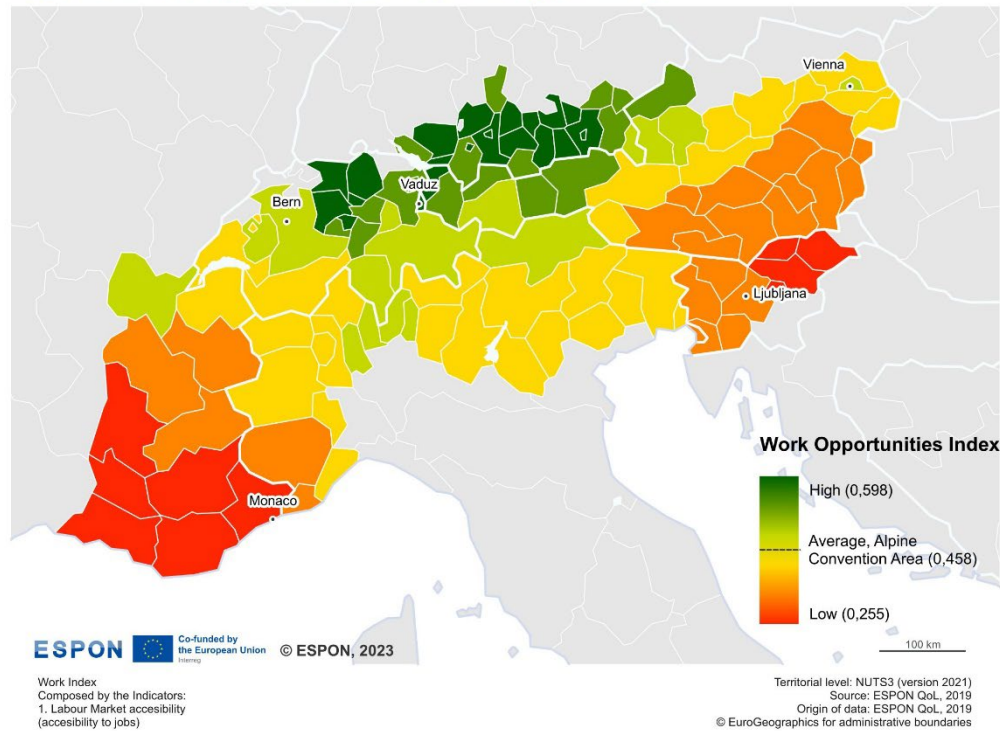 Vienna
Vaduz
Bern
Ljubljana
Monaco
Work Opportunities Index
High (0,598)
Average, Alpine
Convention Area (0,458)
Low (0,255)
100 km
ESPON
Co-funded by
the European Union
Interreg
© ESPON, 2023
Work Index
Composed by the Indicators:
1. Labour Market accesibility
(accesibility to jobs)
Territorial level: NUTS3 (version 2021)
Source: ESPON QoL, 2019
Origin of data: ESPON QoL, 2019
© EuroGeographics for administrative boundaries